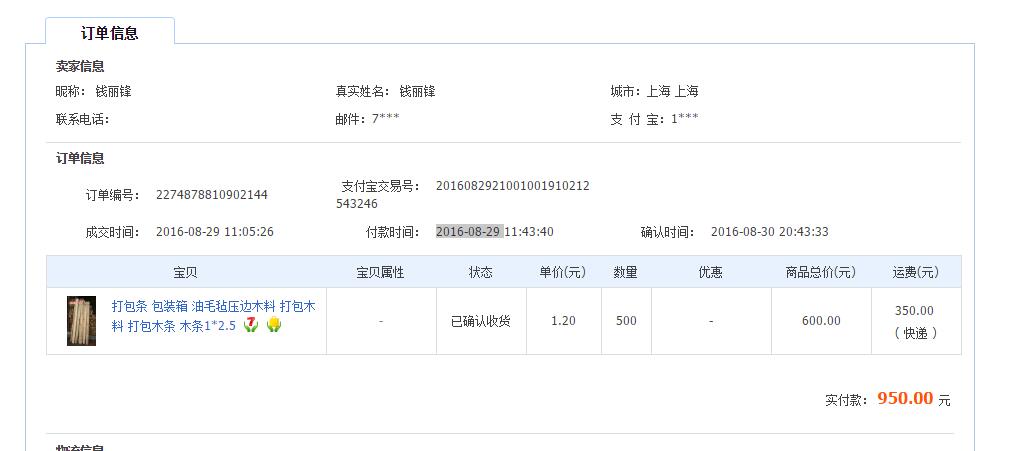 订单信息
卖家信息
昵称： 钱丽锋 真实姓名： 钱丽锋 城市：上海 上海
联系电话： 邮件：7*** 支 付 宝：1***
订单信息
订单编号： 2274878810902144 支付宝交易号： 2016082921001001910212
543246
成交时间： 2016-08-29 11:05:26 付款时间： 2016-08-29 11:43:40 确认时间： 2016-08-30 20:43:33
宝贝 宝贝属性 状态 单价(元) 数量 优惠 商品总价(元) 运费(元)
打包条 包装箱 油毛毡压边木料 打包木
料 打包木条 木条1*2.5 7 - 已确认收货 1.20 500 - 600.00 350.00
( 快递 )
实付款： 950.00 元
物流信息